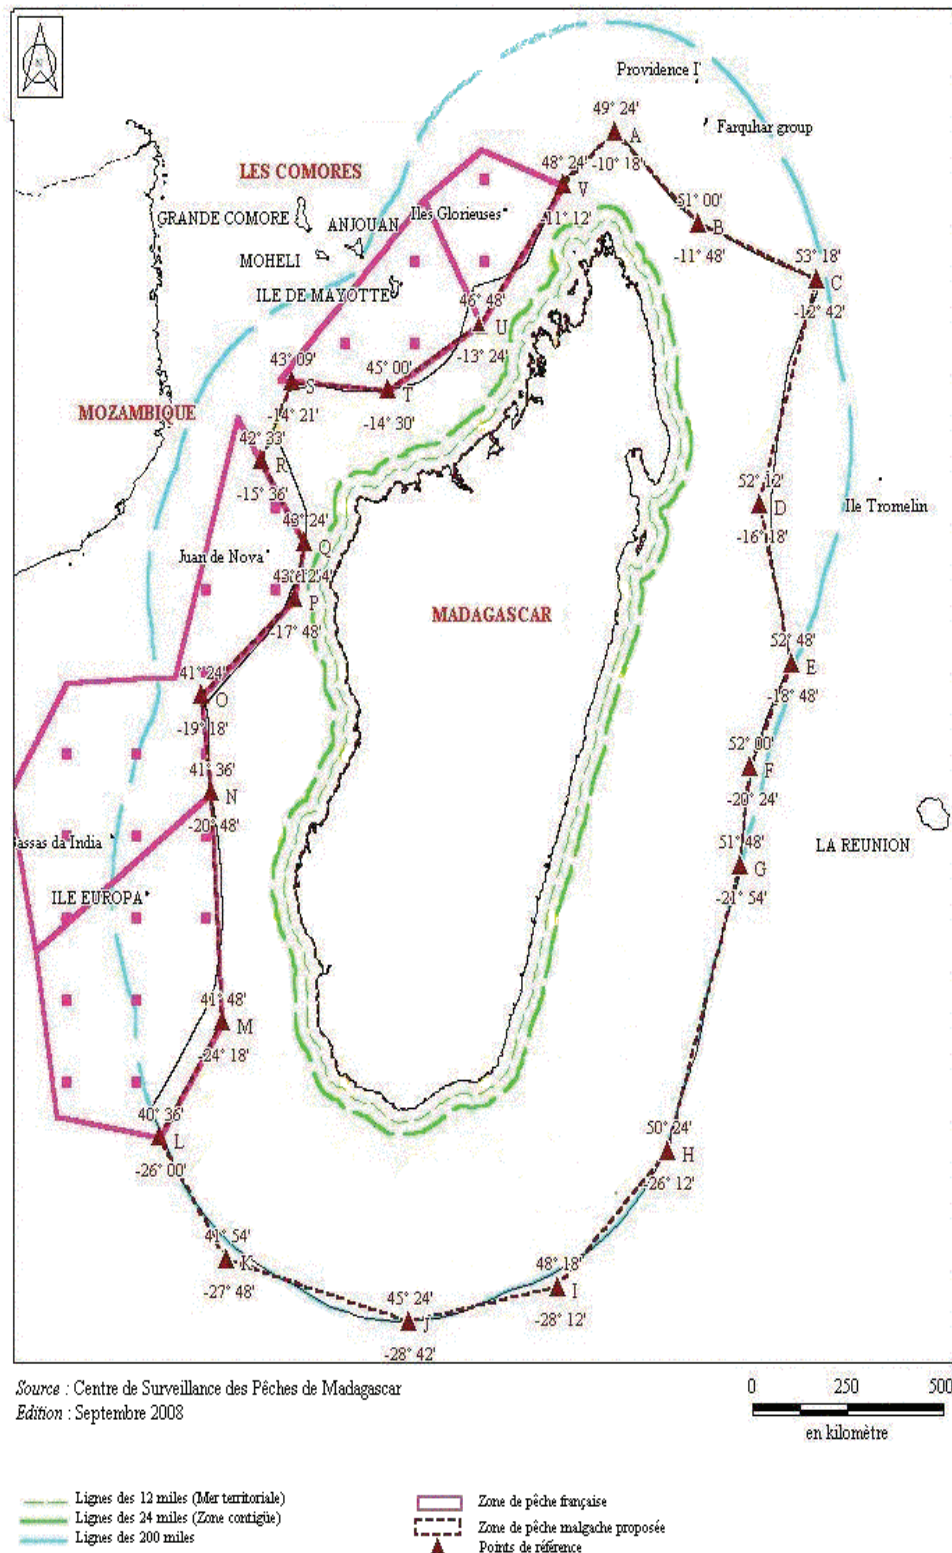 N
Providence I
49° 24'
Farquhar group
A
LES COMORES
48° 24'
-10° 18'
V
GRANDE COMORE
ANJOUAN
Iles Glorieuses
-11° 12'
51° 00'
B
MOHELI
-11° 48'
53° 18'
C
ILE DE MAYOTTE
46° 48'
-12° 42'
U
-13° 24'
43° 09'
45° 00'
S
T
MOZAMBIQUE
-14° 21'
-14° 30'
42° 33'
R
-15° 36'
52° 12'
D
Ile Tromelin
43° 24'
-16° 18'
Q
Juan de Nova
P
MADAGASCAR
-17° 48'
52° 48'
E
41° 24'
O
-18° 48'
-19° 18'
52° 00'
F
41° 36'
N
-20° 24'
-20° 48'
51° 48'
LA REUNION
assas da India
G
ILE EUROPA
-21° 54'
41° 48'
M
-24° 18'
40° 36'
50° 24'
L
H
-26° 00'
-26° 12'
41° 54'
K
48° 18'
-27° 48'
I
45° 24'
-28° 12'
J
-28° 42'
Source : Centre de Surveillance des Pêches de Madagascar
Edition : Septembre 2008
0 250 500
en kilomètre
Lignes des 12 miles (Mer territoriale)
Lignes des 24 miles (Zone contigüe)
Lignes des 200 miles
Zone de pêche française
Zone de pêche malgache proposée
Points de référence